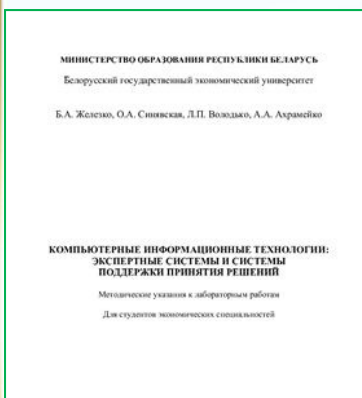 МИНИСТЕРСТВО ОБРАЗОВАНИЯ РЕСПУБЛИКИ БЕЛАРУСЬ
Белорусский государственный экономический университет
Б.А. Железко, О.А. Синявская, Л.П. Володько, А.А. Ахрамейко
КОМПЬЮТЕРНЫЕ ИНФОРМАЦИОННЫЕ ТЕХНОЛОГИИ:
ЭКСПЕРТНЫЕ СИСТЕМЫ И СИСТЕМЫ
ПОДДЕРЖКИ ПРИНЯТИЯ РЕШЕНИЙ
Методические указания к лабораторным работам
Для студентов экономических специальностей